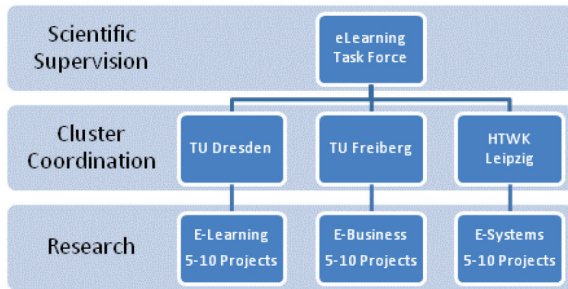 Scientific
Supervision
eLearning
Task Force
Cluster
Coordination
TU Dresden
TU Freiberg
HTWK
Leipzig
Research
E-Learning
5-10 Projects
E-Business
5-10 Projects
E-Systems
5-10 Projects